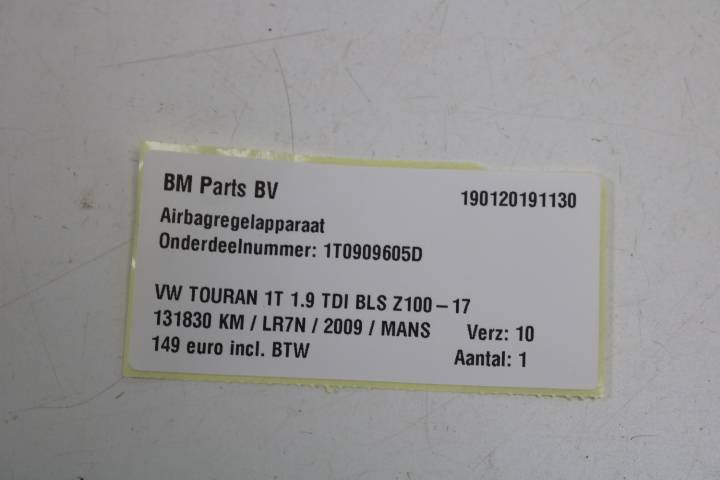 BM Parts BV 190120191130
Airbagregelapparaat
Onderdeelnummer: 1T0909605D
VW TOURAN 1T 1.9 TDI BLS Z100-17
131830 KM / LR7N / 2009 / MANS Verz: 10
149 euro incl. BTW Aantal: 1